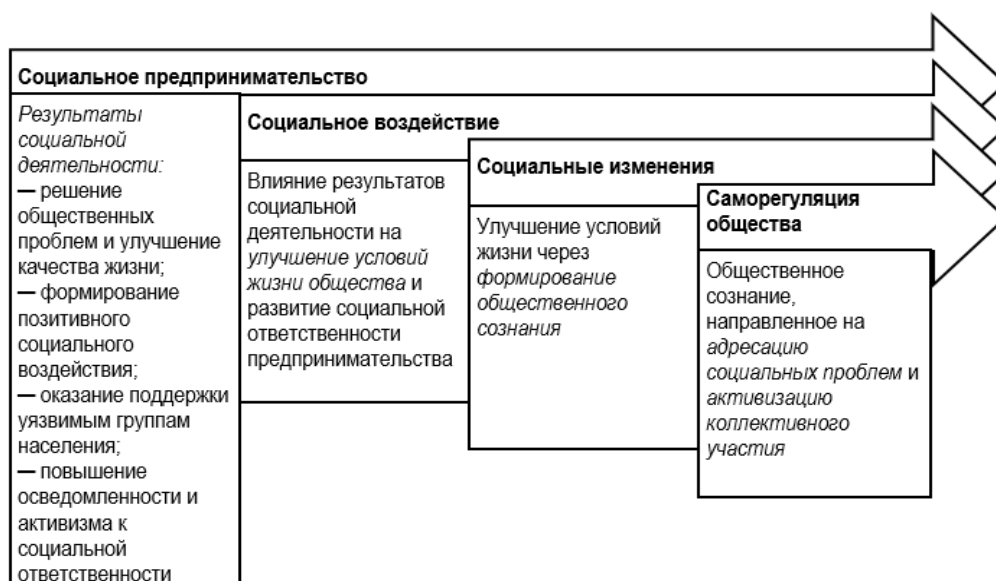 Социальное предпринимательство
Результаты
социальной
деятельности:
— решение
общественных
проблем и улучшение
качества жизни;
— формирование
позитивного
социального
воздействия;
— оказание поддержки
уязвимым группам
населения;
— повышение
осведомленности и
активизма к
социальной
ответственности
Социальное воздействие
Влияние результатов
социальной
деятельности на
улучшение условий
жизни общества и
развитие социальной
ответственности
предпринимательства
Социальные изменения
Улучшение условий
жизни через
формирование
общественного
сознания
Саморегуляция
общества
Общественное
сознание,
направленное на
адресацию
социальных проблем и
активизацию
коллективного
участия